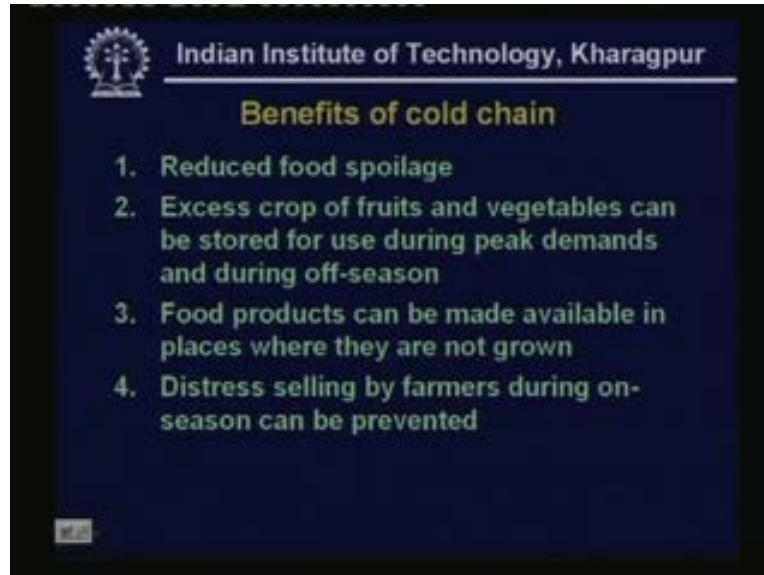 Indian Institute of Technology, Kharagpur
Benefits of cold chain
1. Reduced food spoilage
2. Excess crop of fruits and vegetables can
be stored for use during peak demands
and during off-season
3. Food products can be made available in
places where they are not grown
4. Distress selling by farmers during on-
season can be prevented